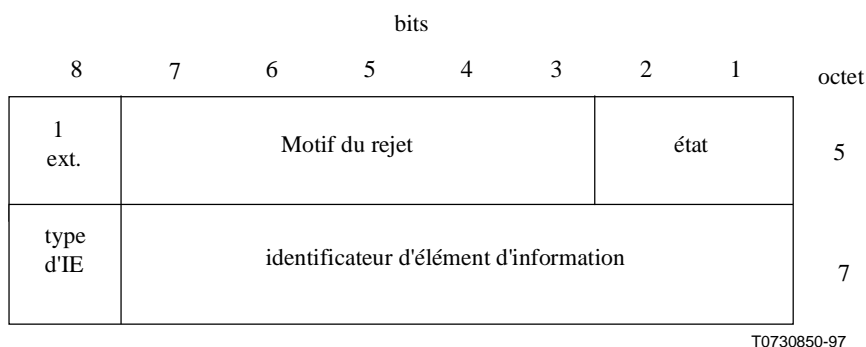 bits
8 7 6 5 4 3 2 1 octet
1
ext.
Motif du rejet
état
5
type
d'IE
identificateur d'élément d'information
7
T0730850-97